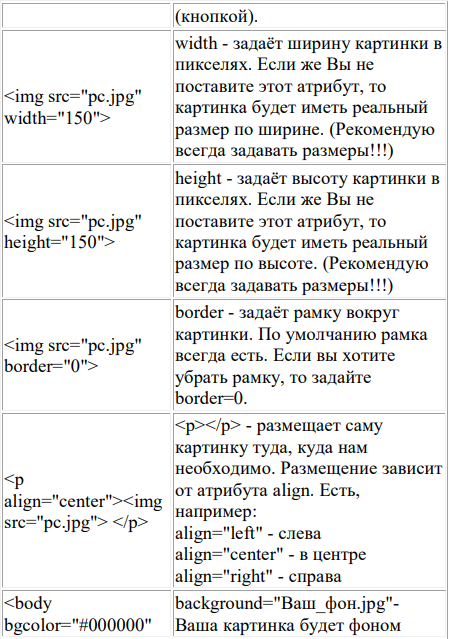 (кнопкой).
<img src="pc.jpg"
width="150">
width - задаёт ширину картинки в
пикселях. Если же Вы не
поставите этот атрибут, то
картинка будет иметь реальный
размер по ширине. (Рекомендую
всегда задавать размеры!!!)
<img src="pc.jpg"
height="150">
height - задаёт высоту картинки в
пикселях. Если же Вы не
поставите этот атрибут, то
картинка будет иметь реальный
размер по высоте. (Рекомендую
всегда задавать размеры!!!)
<img src="pc.jpg"
border="0">
border - задаёт рамку вокруг
картинки. По умолчанию рамка
всегда есть. Если вы хотите
убрать рамку, то задайте
border=0.
<p
align="center"><img
src="pc.jpg"> </p>
<p></p> - размещает саму
картинку туда, куда нам
необходимо. Размещение зависит
от атрибута align. Есть,
например:
align="left" - слева
align="center" - в центре
align="right" - справа
<body
bgcolor="#000000"
background="Ваш_фон.jpg"-
Ваша картинка будет фоном